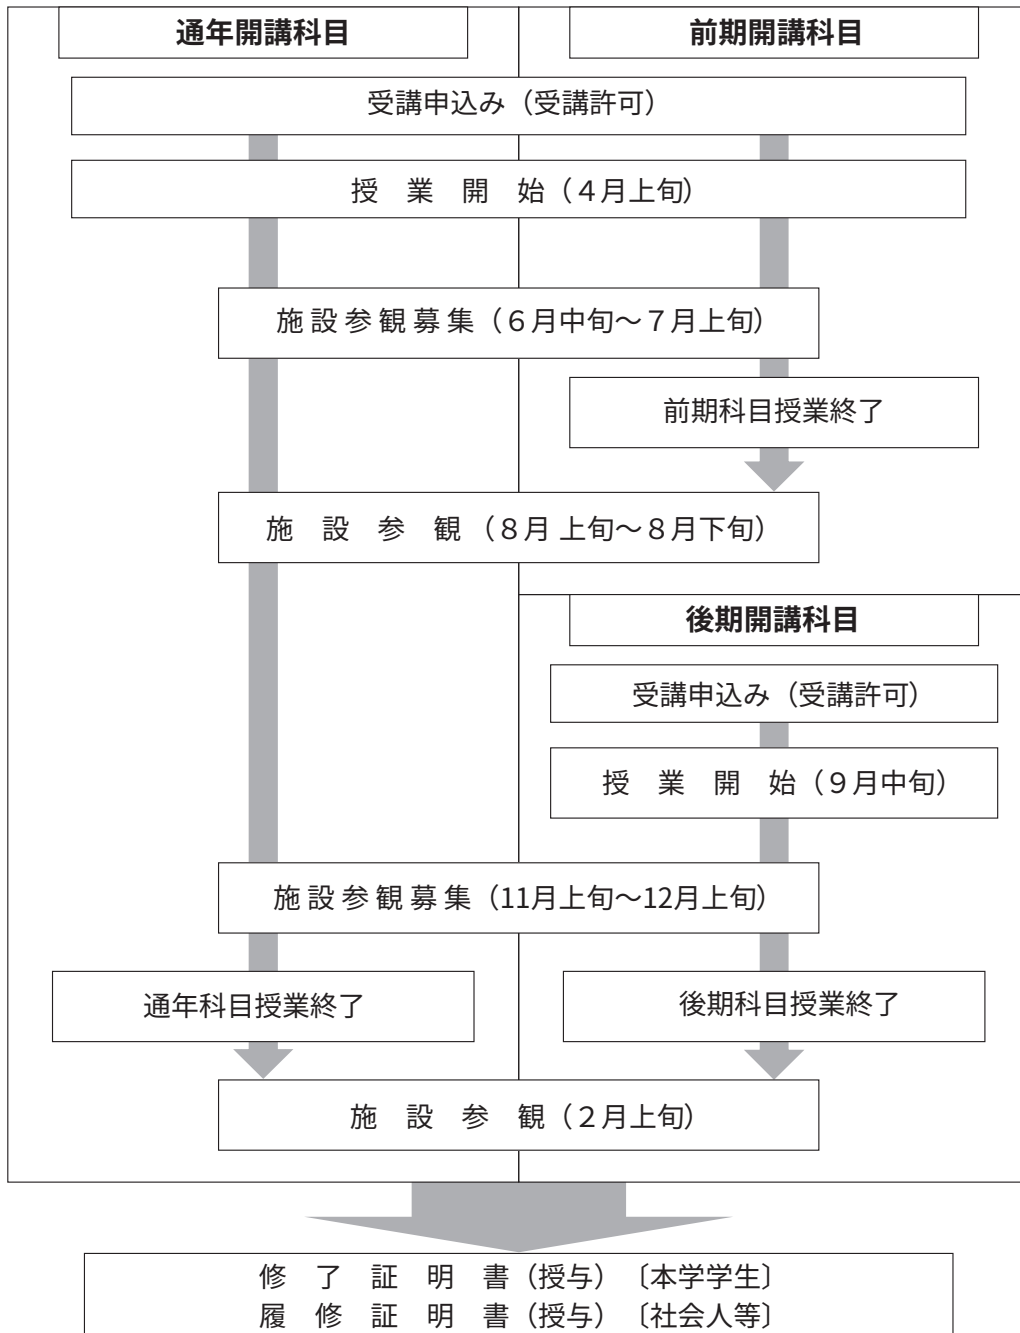 通年開講科目
前期開講科目
受講申込み（受講許可）
授業開始（４月上旬）
施設参観募集（６月中旬～７月上旬）
前期科目授業終了
施設参観（８月上旬～８月下旬）
後期開講科目
受講申込み（受講許可）
授業開始（９月中旬）
施設参観募集（11月上旬～12月上旬）
通年科目授業終了
後期科目授業終了
施設参観（２月上旬）
修了証明書（授与）〔本学学生〕
履修証明書（授与）〔社会人等〕